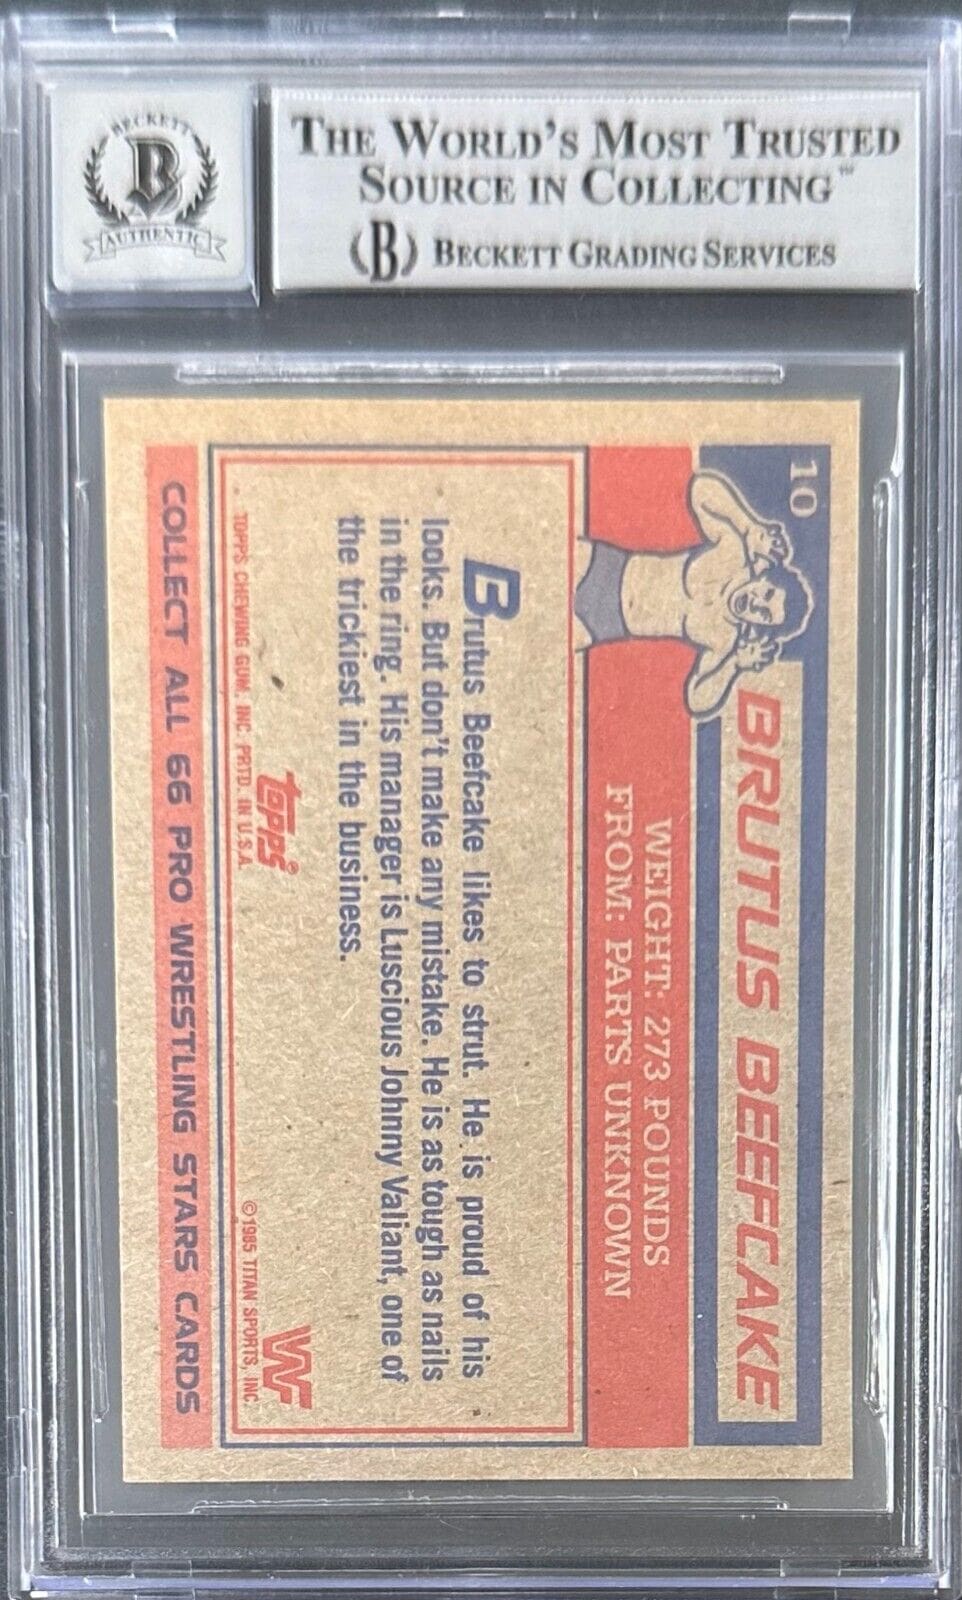 BECKETT
B
AUTHENTIC
THE WORLD'S MOST TRUSTED
SOURCE IN COLLECTING™
(B) BECKETT GRADING SERVICES
10
BRUTUS BEEFCAKE
WEIGHT: 273 POUNDS
FROM: PARTS UNKNOWN
Brutus Beefcake likes to strut. He is proud of his
looks. But don't make any mistake. He is as tough as nails
in the ring. His manager is Luscious Johnny Valiant, one of
the trickiest in the business.
topps®
WF
TOPPS CHEWING GUM, INC. PRTD. IN U.S.A.
©1985 TITAN SPORTS, INC
COLLECT ALL 66 PRO WRESTLING STARS CARDS